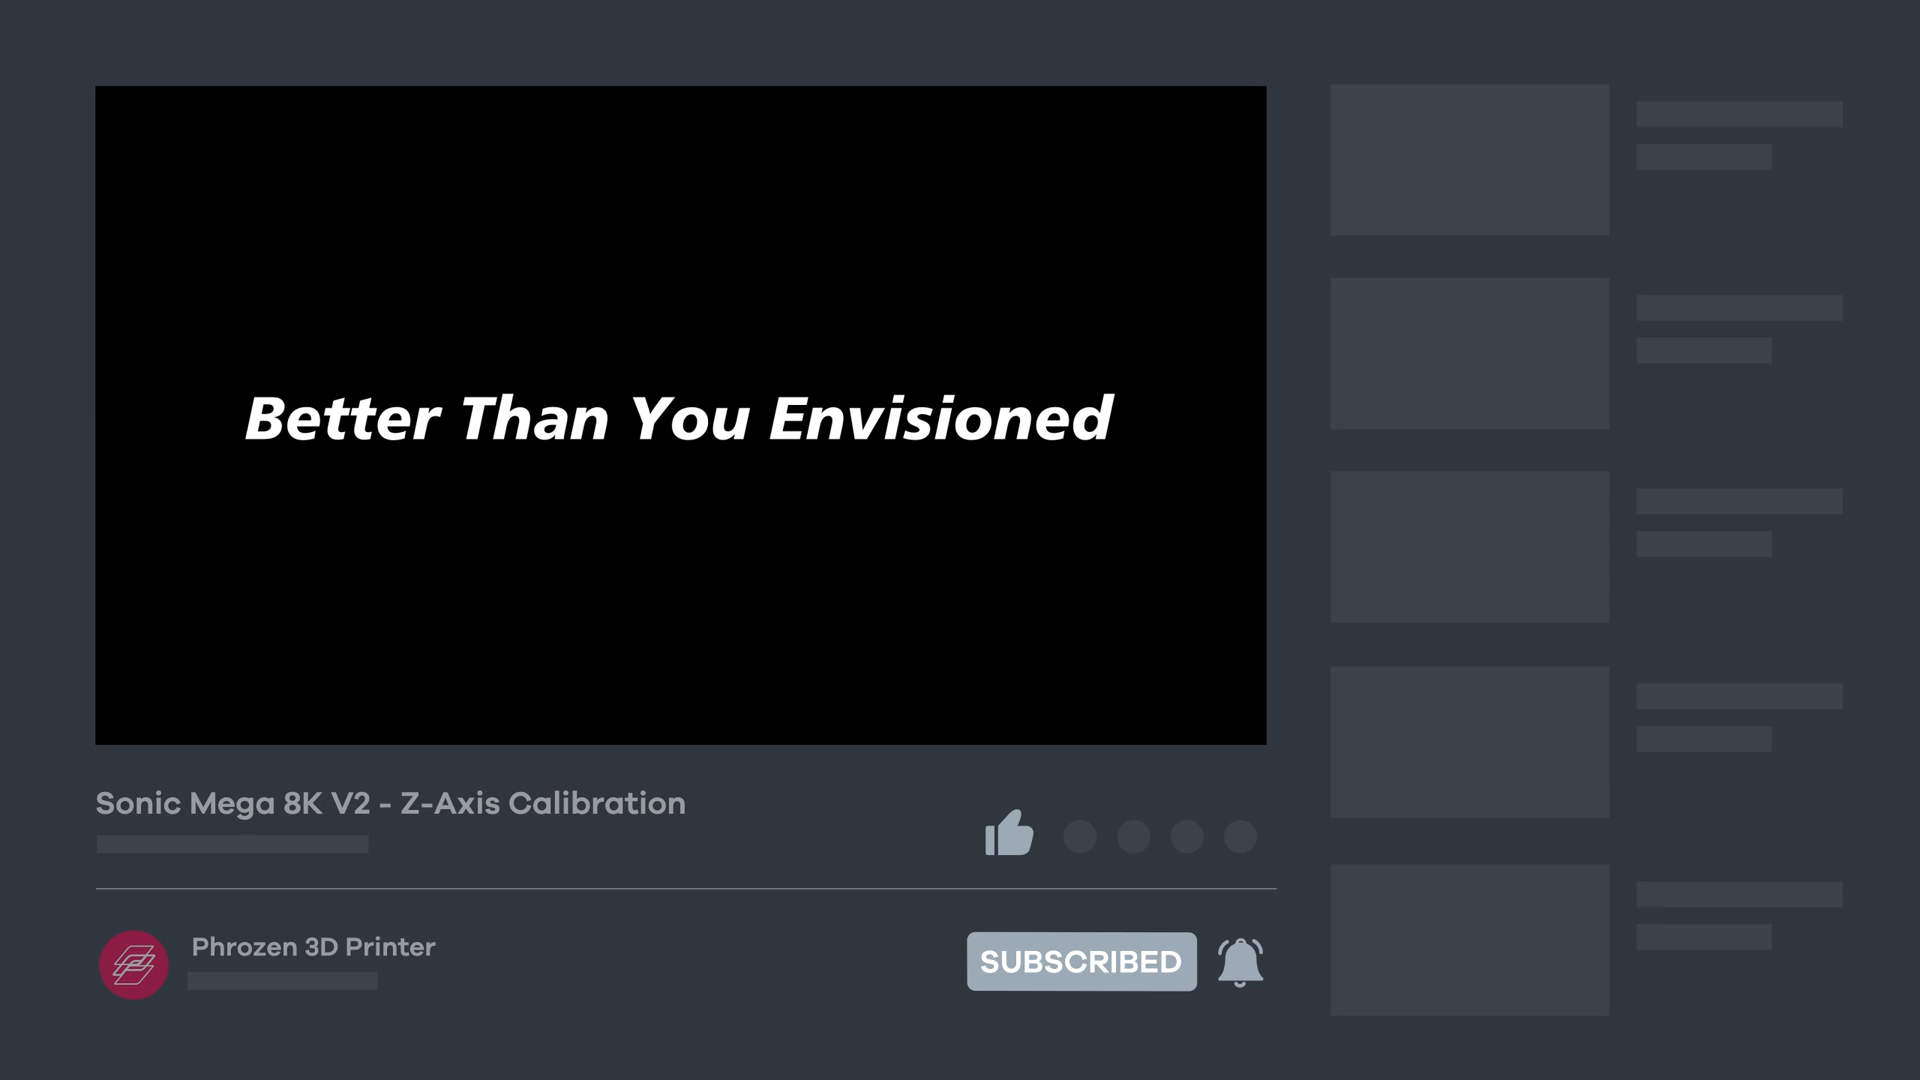 Better Than You Envisioned
Sonic Mega 8K V2 - Z-Axis Calibration
Phrozen 3D Printer
SUBSCRIBED